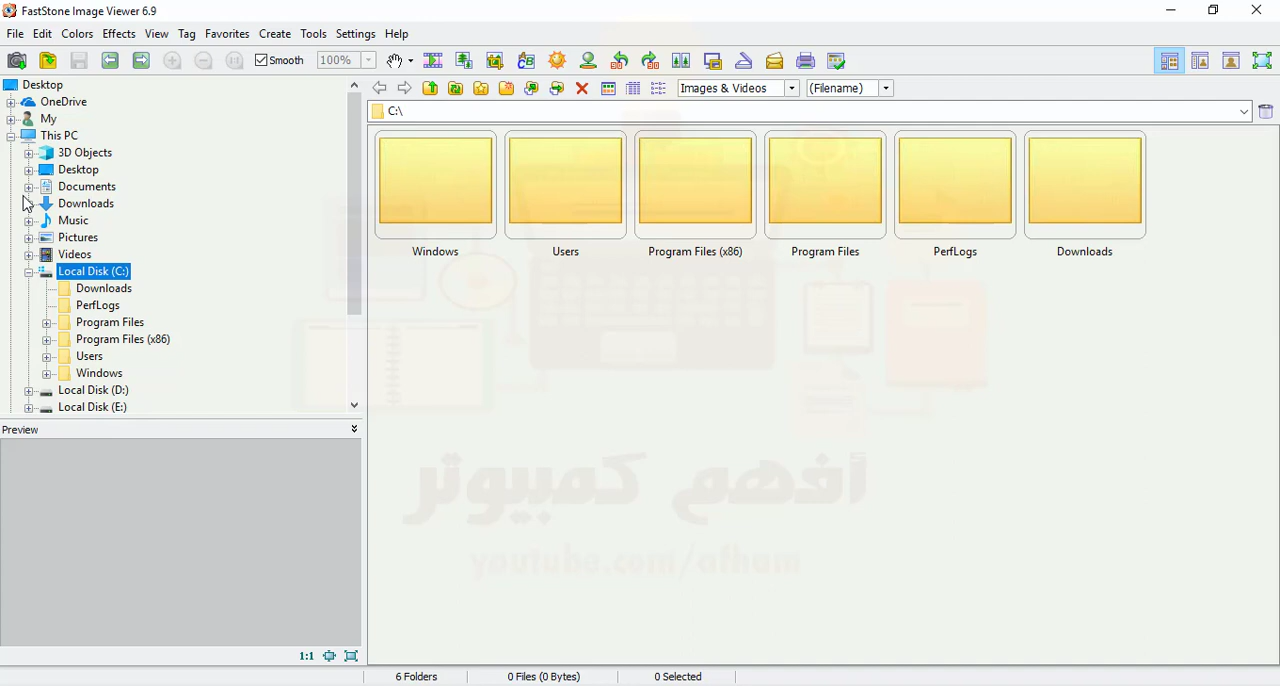 FastStone Image Viewer 6.9
File Edit Colors Effects View Tag Favorites Create Tools Settings Help
Smooth 100%
Desktop
OneDrive
My
This PC
3D Objects
Desktop
Documents
Downloads
Music
Pictures
Videos
Local Disk (C:)
Downloads
PerfLogs
Program Files
Program Files (x86)
Users
Windows
Local Disk (D:)
Local Disk (E:)
Preview
1:1
Images & Videos (Filename)
C:\
Windows Users Program Files (x86) Program Files PerfLogs Downloads
أفهم كمبيوتر
youtube.com/afham
6 Folders 0 Files (0 Bytes) 0 Selected